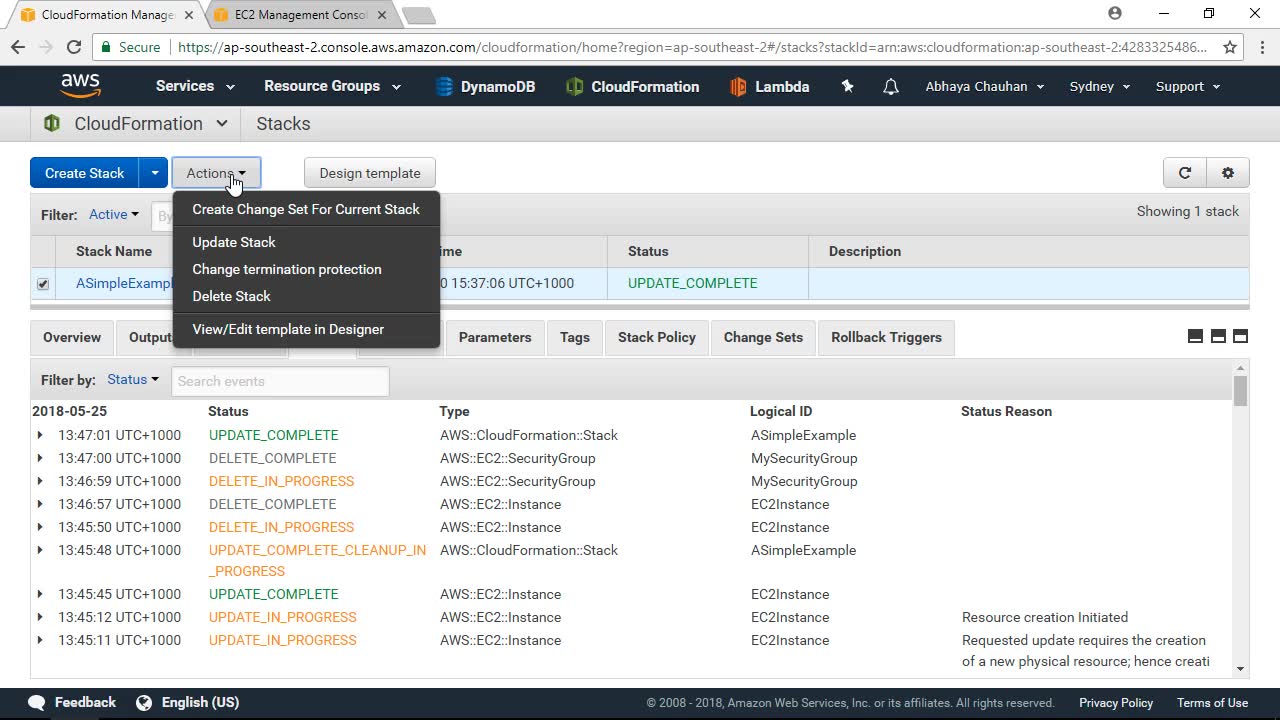 CloudFormation Manage
EC2 Management Consol
Secure https://ap-southeast-2.console.aws.amazon.com/cloudformation/home?region=ap-southeast-2#/stacks?stackId=arn:aws:cloudformation:ap-southeast-2:4283325486...
aws Services Resource Groups DynamoDB CloudFormation Lambda Abhaya Chauhan Sydney Support
CloudFormation Stacks
Create Stack Actions Design template
Create Change Set For Current Stack
Update Stack
Change termination protection
Delete Stack
View/Edit template in Designer
Filter: Active By Showing 1 stack
Stack Name ime Status Description
ASimpleExampl 0 15:37:06 UTC+1000 UPDATE_COMPLETE
Overview Output Parameters Tags Stack Policy Change Sets Rollback Triggers
Filter by: Status Search events
2018-05-25 Status Type Logical ID Status Reason
13:47:01 UTC+1000 UPDATE_COMPLETE AWS::CloudFormation::Stack ASimpleExample
13:47:00 UTC+1000 DELETE_COMPLETE AWS::EC2::SecurityGroup MySecurityGroup
13:46:59 UTC+1000 DELETE_IN_PROGRESS AWS::EC2::SecurityGroup MySecurityGroup
13:46:57 UTC+1000 DELETE_COMPLETE AWS::EC2::Instance EC2Instance
13:45:50 UTC+1000 DELETE_IN_PROGRESS AWS::EC2::Instance EC2Instance
13:45:48 UTC+1000 UPDATE_COMPLETE_CLEANUP_IN AWS::CloudFormation::Stack ASimpleExample
_PROGRESS
13:45:45 UTC+1000 UPDATE_COMPLETE AWS::EC2::Instance EC2Instance
13:45:12 UTC+1000 UPDATE_IN_PROGRESS AWS::EC2::Instance EC2Instance Resource creation Initiated
13:45:11 UTC+1000 UPDATE_IN_PROGRESS AWS::EC2::Instance EC2Instance Requested update requires the creation
of a new physical resource; hence creati
Feedback English (US) © 2008 - 2018, Amazon Web Services, Inc. or its affiliates. All rights reserved. Privacy Policy Terms of Use